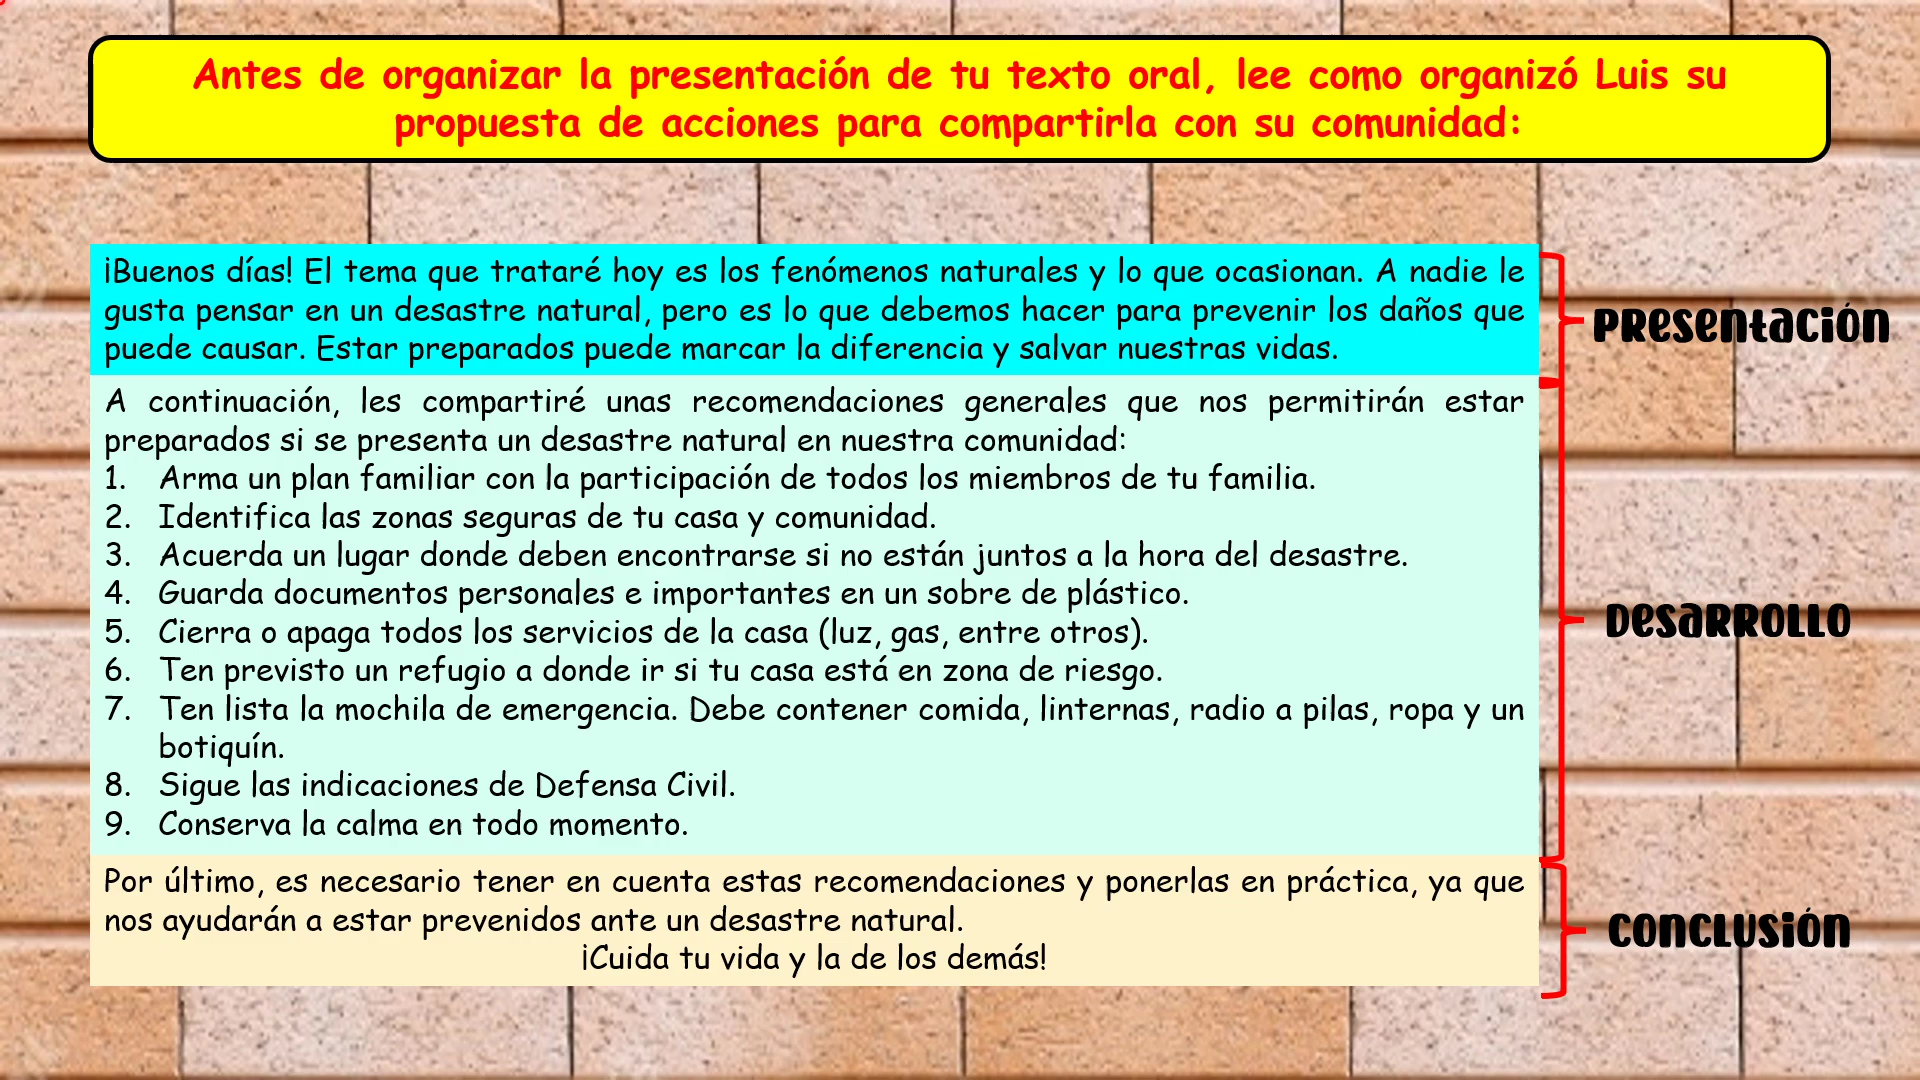 Antes de organizar la presentación de tu texto oral, lee como organizó Luis su
propuesta de acciones para compartirla con su comunidad:
¡Buenos días! El tema que trataré hoy es los fenómenos naturales y lo que ocasionan. A nadie le
gusta pensar en un desastre natural, pero es lo que debemos hacer para prevenir los daños que
puede causar. Estar preparados puede marcar la diferencia y salvar nuestras vidas.
Presentación
A continuación, les compartiré unas recomendaciones generales que nos permitirán estar
preparados si se presenta un desastre natural en nuestra comunidad:
1. Arma un plan familiar con la participación de todos los miembros de tu familia.
2. Identifica las zonas seguras de tu casa y comunidad.
3. Acuerda un lugar donde deben encontrarse si no están juntos a la hora del desastre.
4. Guarda documentos personales e importantes en un sobre de plástico.
5. Cierra o apaga todos los servicios de la casa (luz, gas, entre otros).
6. Ten previsto un refugio a donde ir si tu casa está en zona de riesgo.
7. Ten lista la mochila de emergencia. Debe contener comida, linternas, radio a pilas, ropa y un
botiquín.
8. Sigue las indicaciones de Defensa Civil.
9. Conserva la calma en todo momento.
Desarrollo
Por último, es necesario tener en cuenta estas recomendaciones y ponerlas en práctica, ya que
nos ayudarán a estar prevenidos ante un desastre natural.
¡Cuida tu vida y la de los demás!
Conclusión